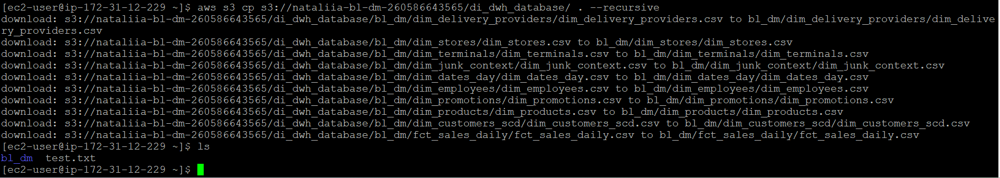 [ec2-user@ip-172-31-12-229 ~]$ aws s3 cp s3://nataliia-bl-dm-260586643565/di_dwh_database/ . --recursive
download: s3://nataliia-bl-dm-260586643565/di_dwh_database/bl_dm/dim_delivery_providers/dim_delivery_providers.csv to bl_dm/dim_delivery_providers/dim_delive
ry_providers.csv
download: s3://nataliia-bl-dm-260586643565/di_dwh_database/bl_dm/dim_stores/dim_stores.csv to bl_dm/dim_stores/dim_stores.csv
download: s3://nataliia-bl-dm-260586643565/di_dwh_database/bl_dm/dim_terminals/dim_terminals.csv to bl_dm/dim_terminals/dim_terminals.csv
download: s3://nataliia-bl-dm-260586643565/di_dwh_database/bl_dm/dim_junk_context/dim_junk_context.csv to bl_dm/dim_junk_context/dim_junk_context.csv
download: s3://nataliia-bl-dm-260586643565/di_dwh_database/bl_dm/dim_dates_day/dim_dates_day.csv to bl_dm/dim_dates_day/dim_dates_day.csv
download: s3://nataliia-bl-dm-260586643565/di_dwh_database/bl_dm/dim_employees/dim_employees.csv to bl_dm/dim_employees/dim_employees.csv
download: s3://nataliia-bl-dm-260586643565/di_dwh_database/bl_dm/dim_promotions/dim_promotions.csv to bl_dm/dim_promotions/dim_promotions.csv
download: s3://nataliia-bl-dm-260586643565/di_dwh_database/bl_dm/dim_products/dim_products.csv to bl_dm/dim_products/dim_products.csv
download: s3://nataliia-bl-dm-260586643565/di_dwh_database/bl_dm/dim_customers_scd/dim_customers_scd.csv to bl_dm/dim_customers_scd/dim_customers_scd.csv
download: s3://nataliia-bl-dm-260586643565/di_dwh_database/bl_dm/fct_sales_daily/fct_sales_daily.csv to bl_dm/fct_sales_daily/fct_sales_daily.csv
[ec2-user@ip-172-31-12-229 ~]$ ls
bl_dm  test.txt
[ec2-user@ip-172-31-12-229 ~]$